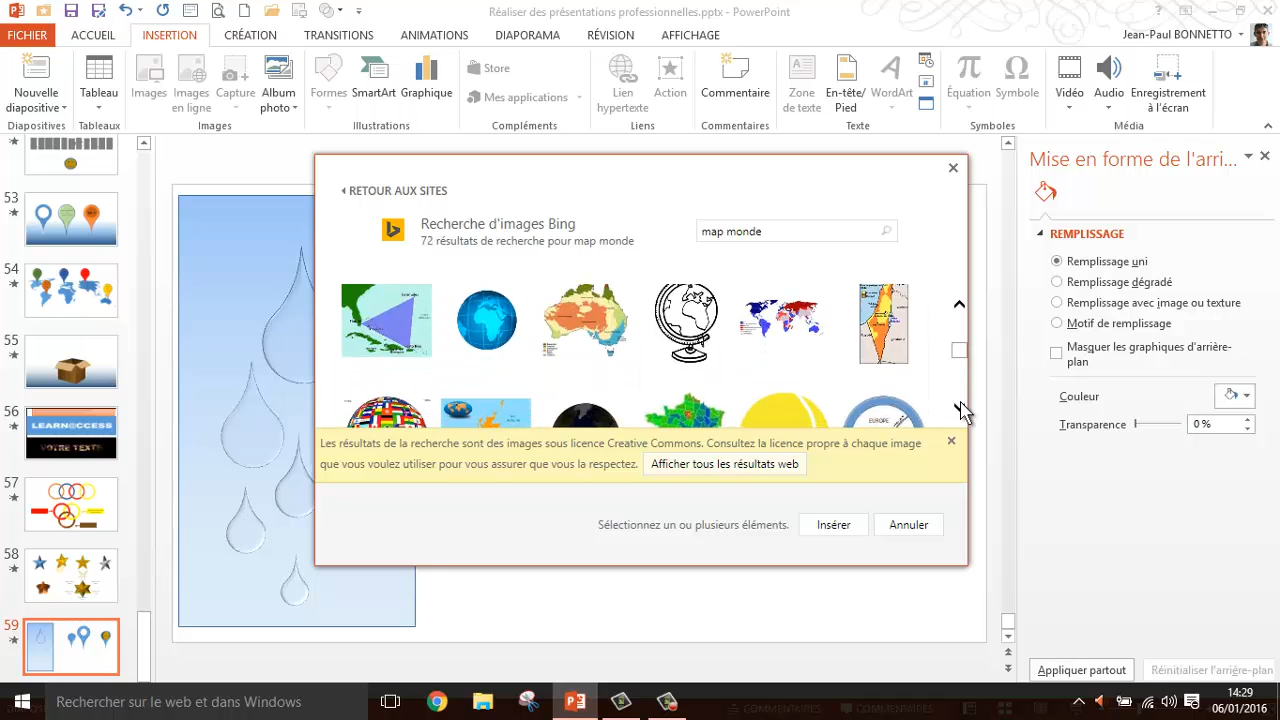 Réaliser des présentations professionnelles.pptx - PowerPoint
FICHIER ACCUEIL INSERTION CRÉATION TRANSITIONS ANIMATIONS DIAPORAMA RÉVISION AFFICHAGE Jean-Paul BONNETTO
Nouvelle diapositive
Tableau
Images
Images en ligne
Capture
Album photo
Formes
SmartArt
Graphique
Store
Mes applications
Lien hypertexte
Action
Commentaire
Zone de texte
En-tête/ Pied
WordArt
Équation
Symbole
Vidéo
Audio
Enregistrement à l'écran
Diapositives Tableaux Images Illustrations Compléments Liens Commentaires Texte Symboles Média
53
54
55
56
LEARN@CCESS
VOTRE TEXTE
57
58
59
RETOUR AUX SITES
Recherche d'images Bing
72 résultats de recherche pour map monde
map monde
EUROPE
Les résultats de la recherche sont des images sous licence Creative Commons. Consultez la licence propre à chaque image
que vous voulez utiliser pour vous assurer que vous la respectez. Afficher tous les résultats web
Sélectionnez un ou plusieurs éléments. Insérer Annuler
Mise en forme de l'arri...
REMPLISSAGE
Remplissage uni
Remplissage dégradé
Remplissage avec image ou texture
Motif de remplissage
Masquer les graphiques d'arrière-
plan
Couleur
Transparence 0 %
Appliquer partout Réinitialiser l'arrière-plan
COMMENTAIRES COMMENTAIRES
Rechercher sur le web et dans Windows
14:29
06/01/2016